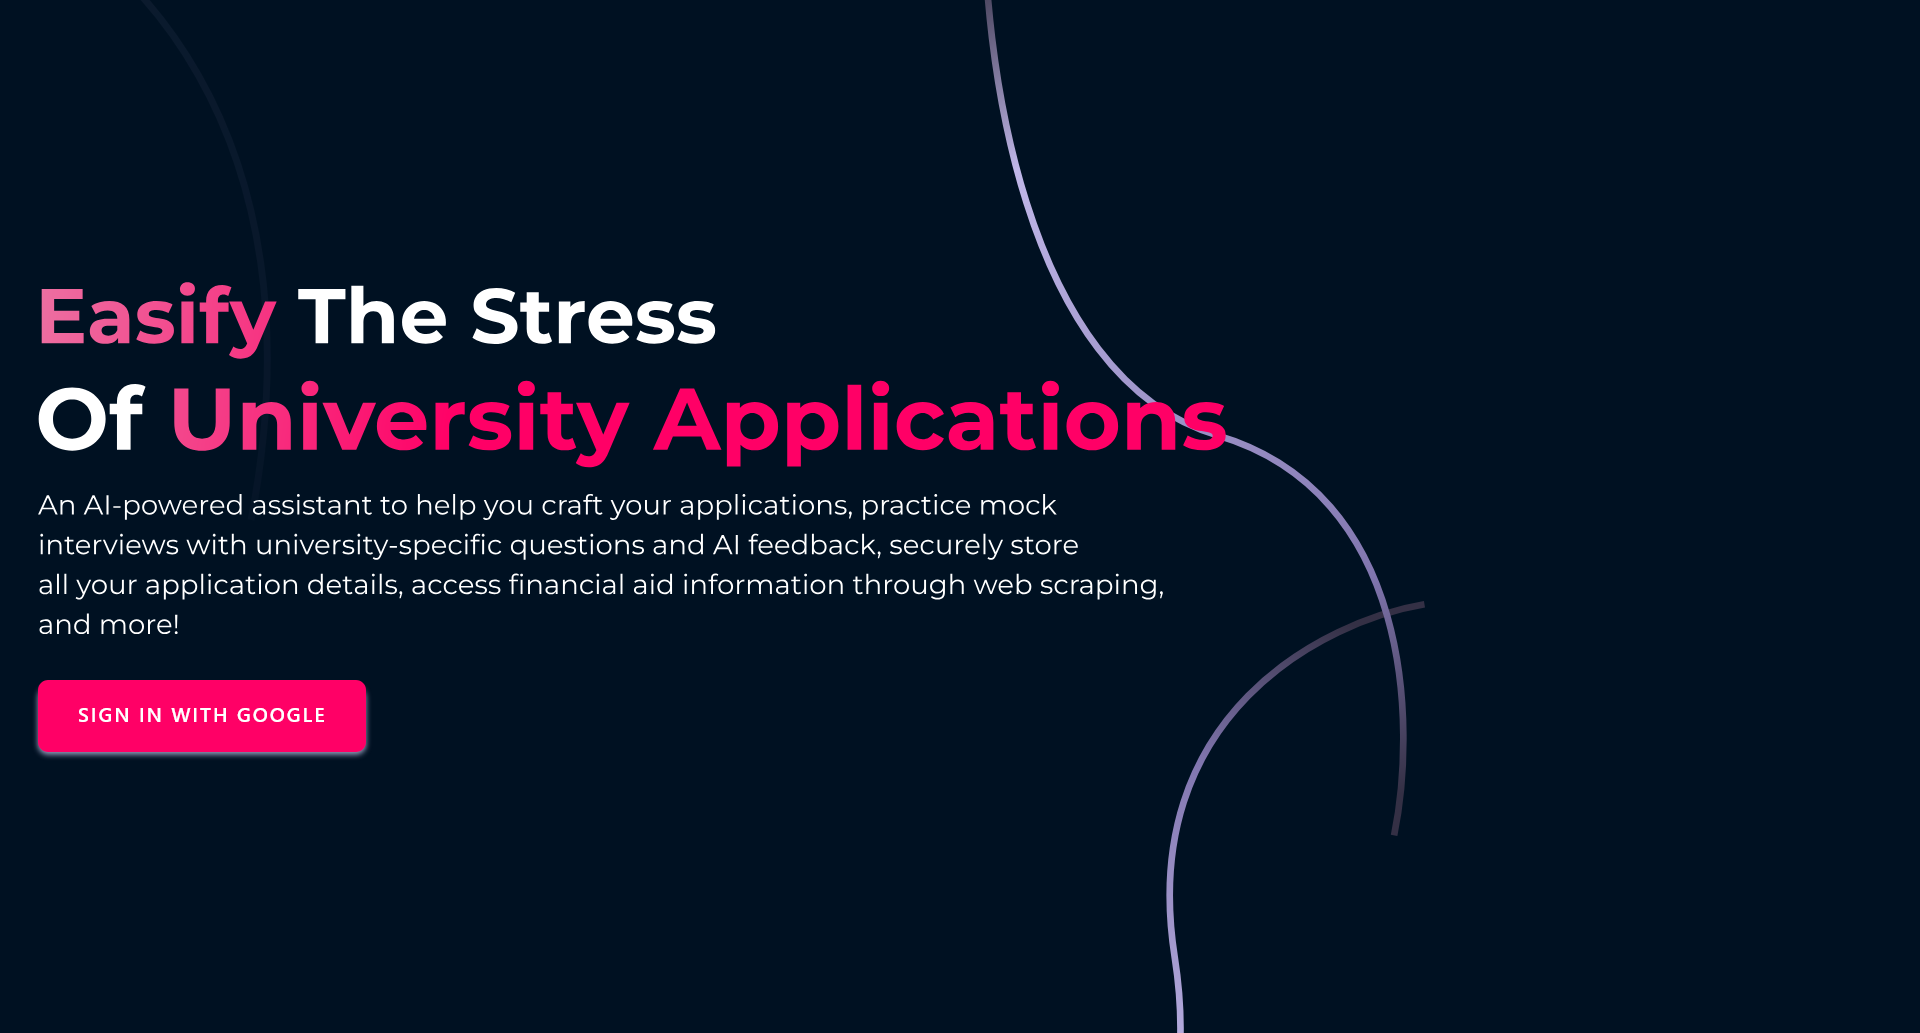 Easify The Stress
Of University Applications
An AI-powered assistant to help you craft your applications, practice mock
interviews with university-specific questions and AI feedback, securely store
all your application details, access financial aid information through web scraping,
and more!
SIGN IN WITH GOOGLE